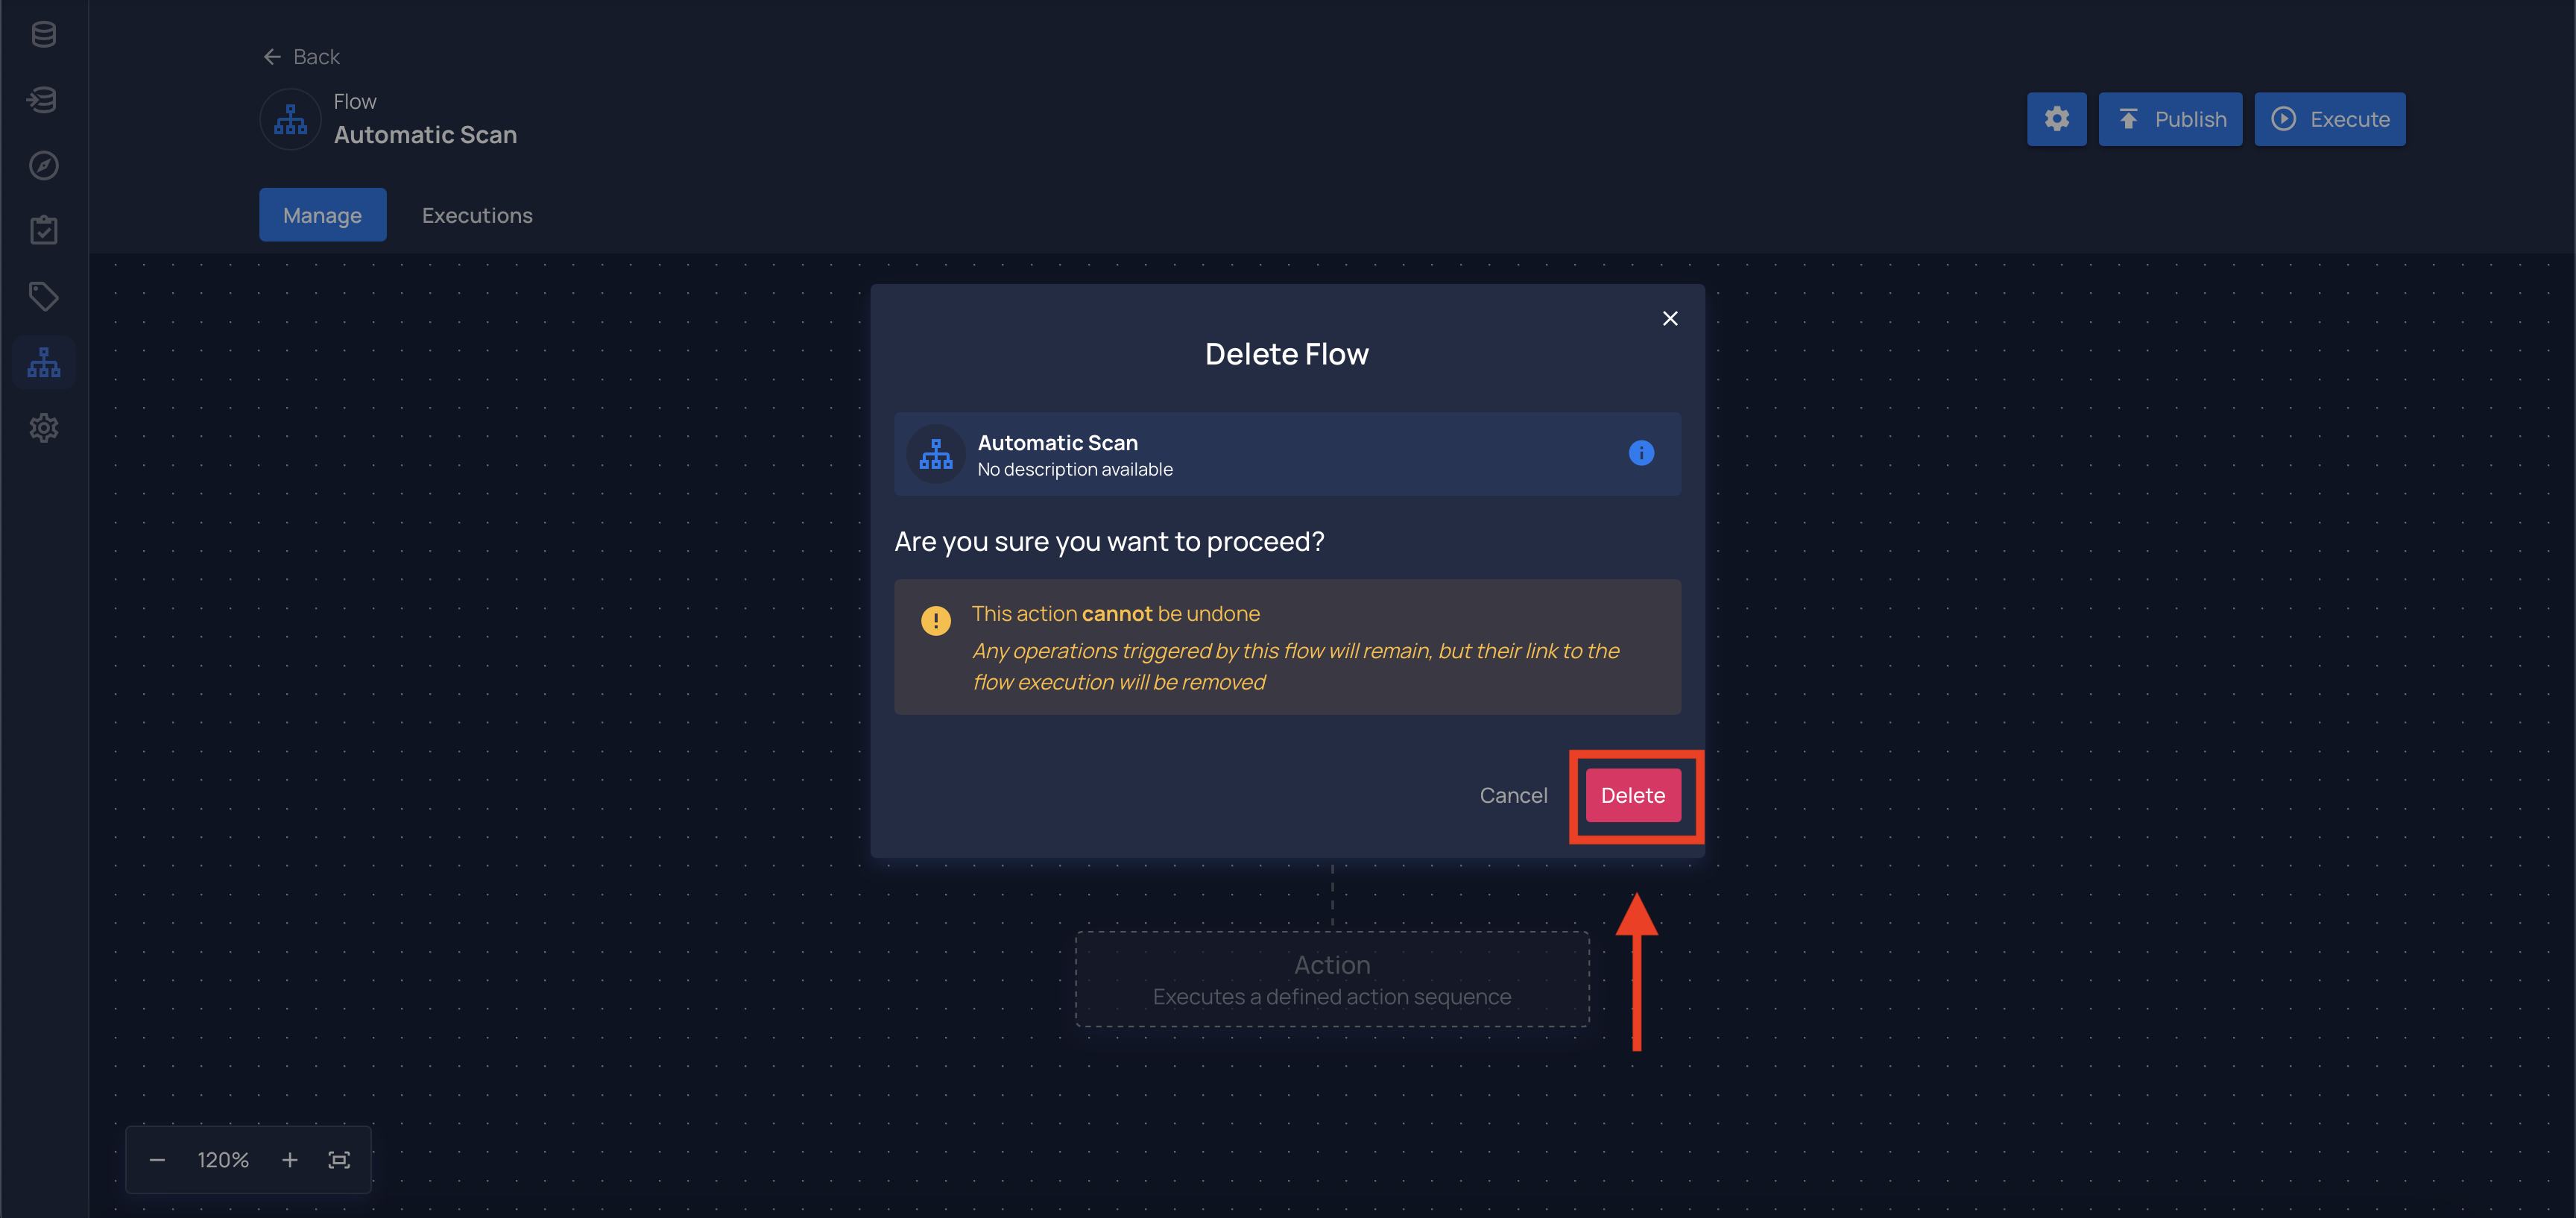 Back
Flow
Automatic Scan
Publish
Execute
Manage
Executions
Delete Flow
Automatic Scan
No description available
Are you sure you want to proceed?
This action cannot be undone
Any operations triggered by this flow will remain, but their link to the
flow execution will be removed
Cancel
Delete
Action
Executes a defined action sequence
120%